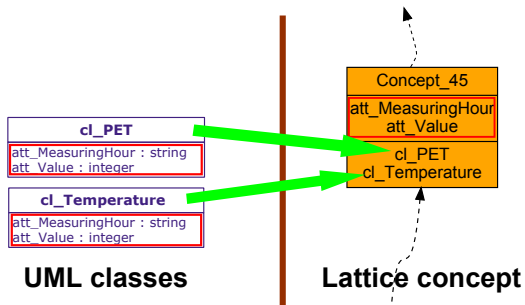 cl_PET
att_MeasuringHour : string
att_Value : integer
cl_Temperature
att_MeasuringHour : string
att_Value : integer
UML classes
Concept_45
att_MeasuringHour
att_Value
cl_PET
cl_Temperature
Lattice concept